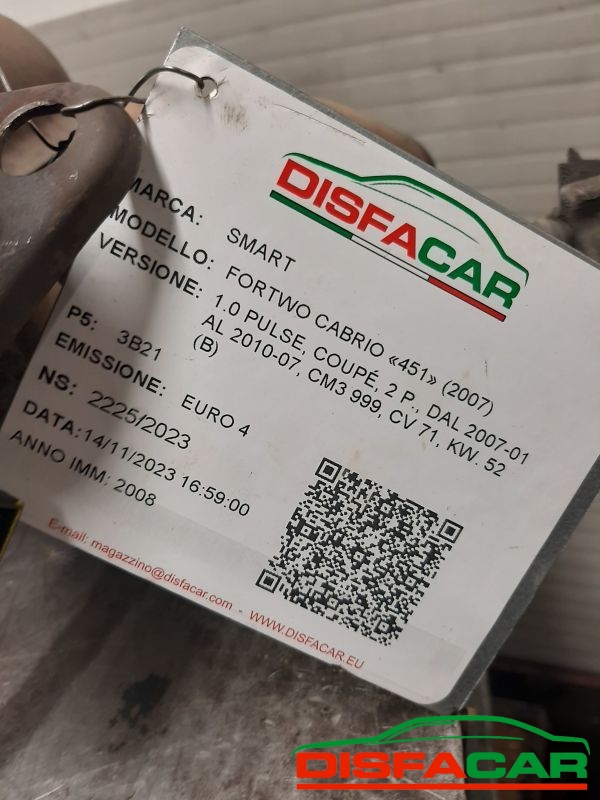 DISFACAR
MARCA: SMART
MODELLO: FORTWO CABRIO «451» (2007)
VERSIONE: 1.0 PULSE, COUPÉ, 2 P., DAL 2007-01
AL 2010-07, CM3 999, CV 71, KW. 52
(B)
P5: 3B21
EMISSIONE: EURO 4
NS: 2225/2023
DATA:14/11/2023 16:59:00
ANNO IMM: 2008
E-mail: magazzino@disfacar.com - WWW.DISFACAR.EU
DISFACAR